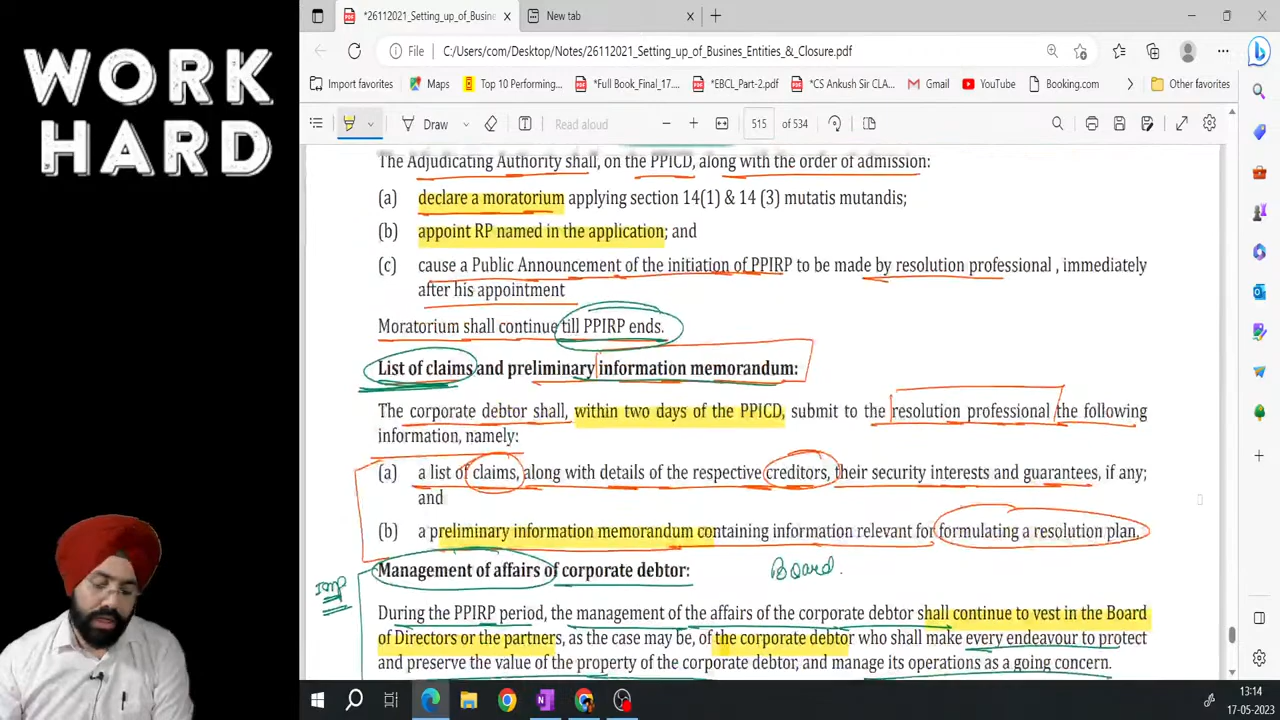 WORK
HARD
*26112021_Setting_up_of_Busine
New tab
File
C:/Users/com/Desktop/Notes/26112021_Setting_up_of_Busines_Entities_&_Closure.pdf
Import favorites
Maps
Top 10 Performing...
*Full Book_Final_17....
*EBCL_Part-2.pdf
*CS Ankush Sir CLA...
Gmail
YouTube
Booking.com
Other favorites
Draw
Read aloud
515 of 534
The Adjudicating Authority shall, on the PPICD, along with the order of admission:
(a) declare a moratorium applying section 14(1) & 14 (3) mutatis mutandis;
(b) appoint RP named in the application; and
(c) cause a Public Announcement of the initiation of PPIRP to be made by resolution professional , immediately
after his appointment
Moratorium shall continue till PPIRP ends.
List of claims and preliminary information memorandum:
The corporate debtor shall, within two days of the PPICD, submit to the resolution professional the following
information, namely:
(a) a list of claims, along with details of the respective creditors, their security interests and guarantees, if any;
and
(b) a preliminary information memorandum containing information relevant for formulating a resolution plan.
Management of affairs of corporate debtor:
Board.
Imp
During the PPIRP period, the management of the affairs of the corporate debtor shall continue to vest in the Board
of Directors or the partners, as the case may be, of the corporate debtor who shall make every endeavour to protect
and preserve the value of the property of the corporate debtor, and manage its operations as a going concern.
13:14
17-05-2023